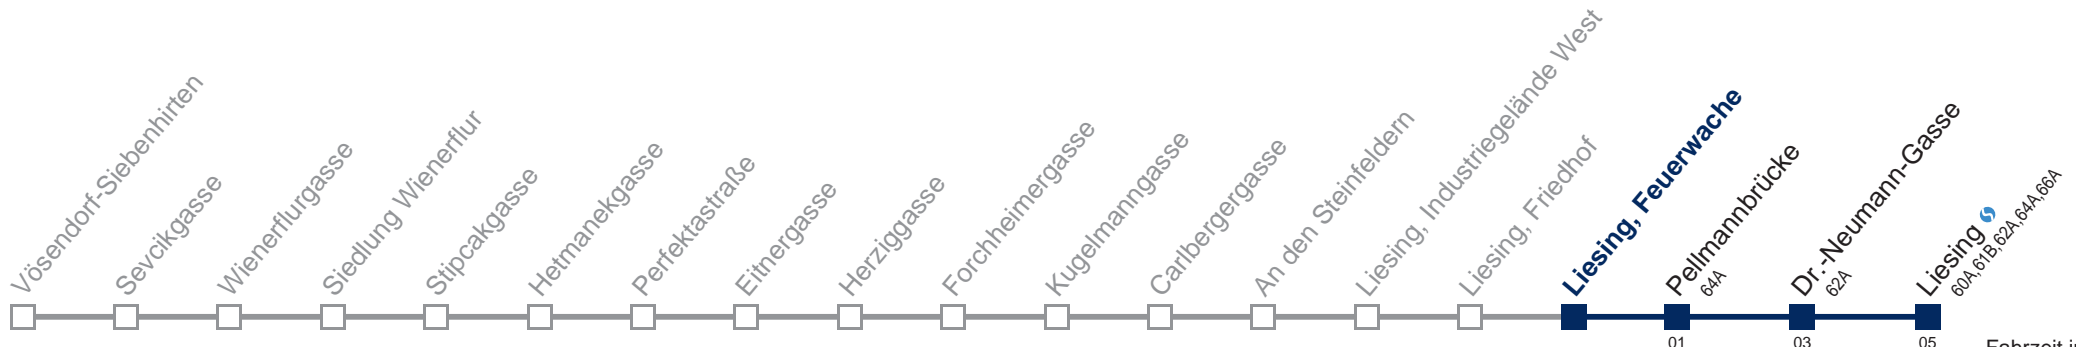 Vösendorf-Siebenhirten
Sevcikgasse
Wienerflurgasse
Siedlung Wienerflur
Stipcakgasse
Hetmanekgasse
Perfektastraße
Eitnergasse
Herziggasse
Forchheimergasse
Kugelmanngasse
Carlbergergasse
An den Steinfeldern
Liesing, Industriegelände West
Liesing, Friedhof
Liesing, Feuerwache
Pellmannbrücke
64A
Dr.-Neumann-Gasse
62A
Liesing
60A,61B,62A,64A,66A
01
03
05
Fahrzeit i